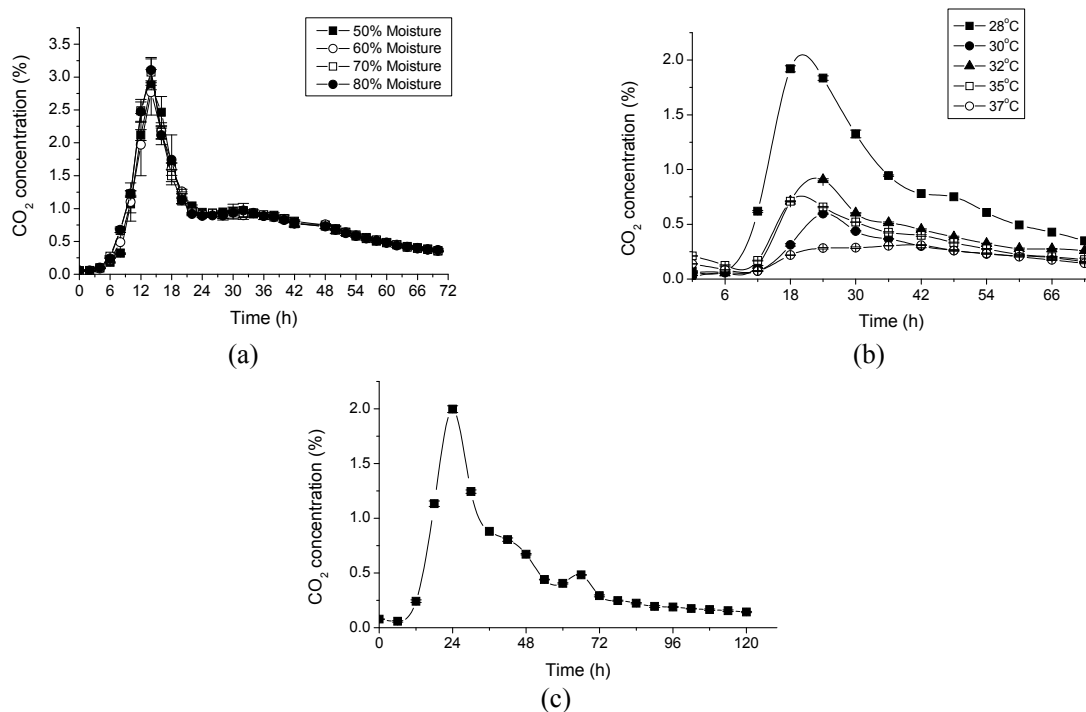 50% Moisture
60% Moisture
70% Moisture
80% Moisture
CO2 concentration (%)
3.5
3.0
2.5
2.0
1.5
1.0
0.5
0.0
0 6 12 18 24 30 36 42 48 54 60 66 72
Time (h)
(a)
28°C
30°C
32°C
35°C
37°C
CO2 concentration (%)
2.0
1.5
1.0
0.5
0.0
6 18 30 42 54 66
Time (h)
(b)
CO2 concentration (%)
2.0
1.5
1.0
0.5
0.0
0 24 48 72 96 120
Time (h)
(c)